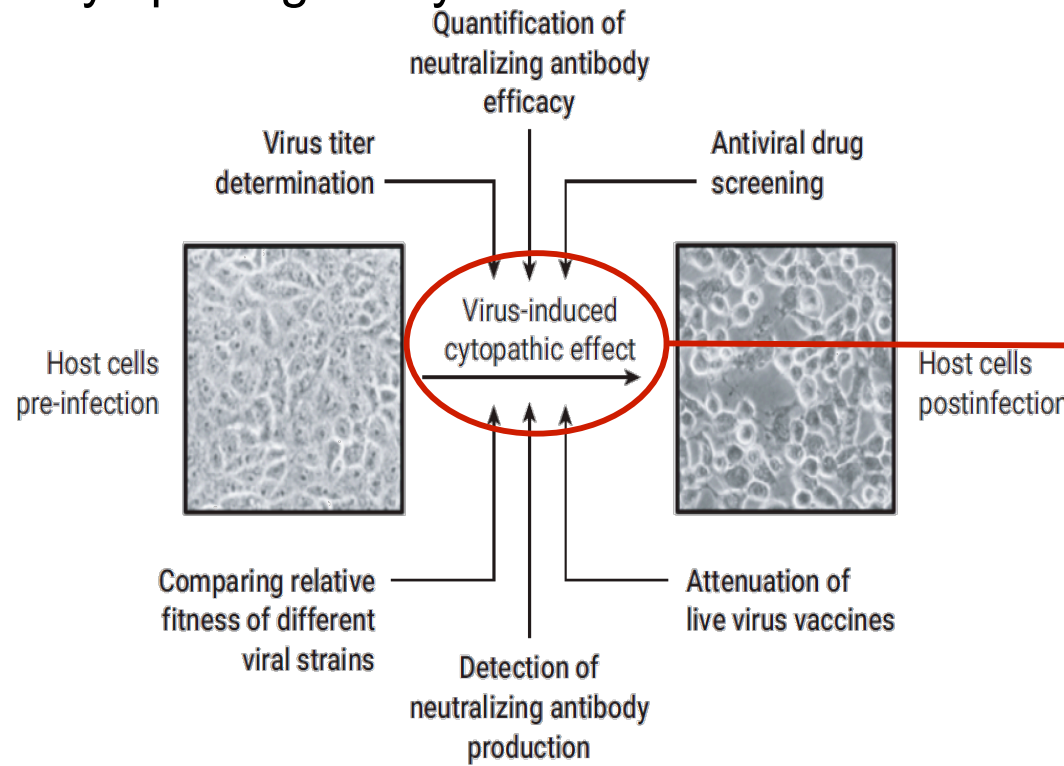 Quantification of
neutralizing antibody
efficacy
Virus titer
determination
Antiviral drug
screening
Virus-induced
cytopathic effect
Host cells
pre-infection
Host cells
postinfection
Comparing relative
fitness of different
viral strains
Attenuation of
live virus vaccines
Detection of
neutralizing antibody
production